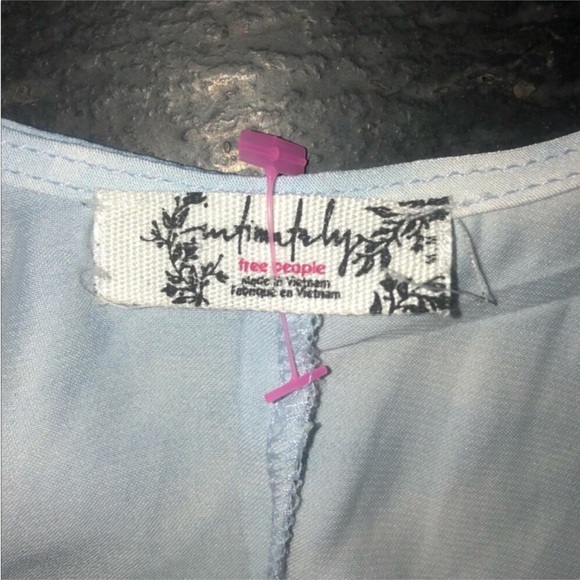 intimately
free people
Made in Vietnam
Fabriqué en Vietnam